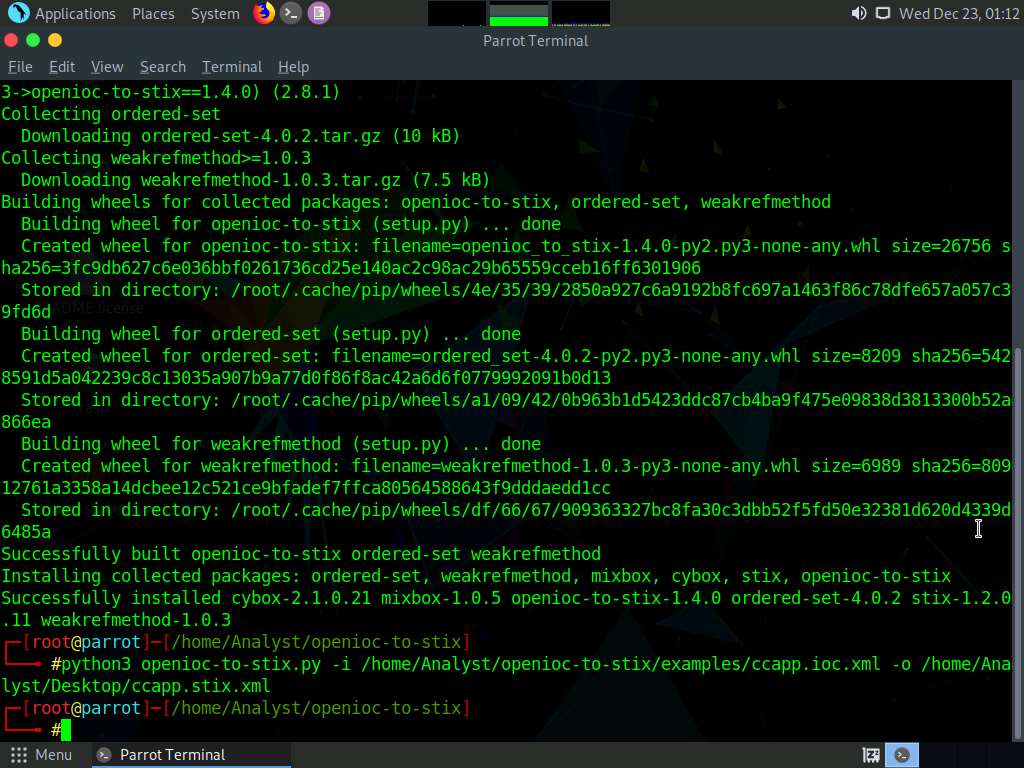 Applications Places System Wed Dec 23, 01:12
Parrot Terminal
File Edit View Search Terminal Help
3->openioc-to-stix==1.4.0) (2.8.1)
Collecting ordered-set
  Downloading ordered-set-4.0.2.tar.gz (10 kB)
Collecting weakrefmethod>=1.0.3
  Downloading weakrefmethod-1.0.3.tar.gz (7.5 kB)
Building wheels for collected packages: openioc-to-stix, ordered-set, weakrefmethod
  Building wheel for openioc-to-stix (setup.py) ... done
  Created wheel for openioc-to-stix: filename=openioc_to_stix-1.4.0-py2.py3-none-any.whl size=26756 s
ha256=3fc9db627c6e036bbf0261736cd25e140ac2c98ac29b65559cceb16ff6301906
  Stored in directory: /root/.cache/pip/wheels/4e/35/39/2850a927c6a9192b8fc697a1463f86c78dfe657a057c3
9fd6d
  Building wheel for ordered-set (setup.py) ... done
  Created wheel for ordered-set: filename=ordered_set-4.0.2-py2.py3-none-any.whl size=8209 sha256=542
8591d5a042239c8c13035a907b9a77d0f86f8ac42a6d6f0779992091b0d13
  Stored in directory: /root/.cache/pip/wheels/a1/09/42/0b963b1d5423ddc87cb4ba9f475e09838d3813300b52a
866ea
  Building wheel for weakrefmethod (setup.py) ... done
  Created wheel for weakrefmethod: filename=weakrefmethod-1.0.3-py3-none-any.whl size=6989 sha256=809
12761a3358a14dcbee12c521ce9bfadef7ffca80564588643f9dddaedd1cc
  Stored in directory: /root/.cache/pip/wheels/df/66/67/909363327bc8fa30c3dbb52f5fd50e32381d620d4339d
6485a
Successfully built openioc-to-stix ordered-set weakrefmethod
Installing collected packages: ordered-set, weakrefmethod, mixbox, cybox, stix, openioc-to-stix
Successfully installed cybox-2.1.0.21 mixbox-1.0.5 openioc-to-stix-1.4.0 ordered-set-4.0.2 stix-1.2.0
.11 weakrefmethod-1.0.3
[root@parrot]─[/home/Analyst/openioc-to-stix]
#python3 openioc-to-stix.py -i /home/Analyst/openioc-to-stix/examples/ccapp.ioc.xml -o /home/Ana
lyst/Desktop/ccapp.stix.xml
[root@parrot]─[/home/Analyst/openioc-to-stix]
#
Menu Parrot Terminal